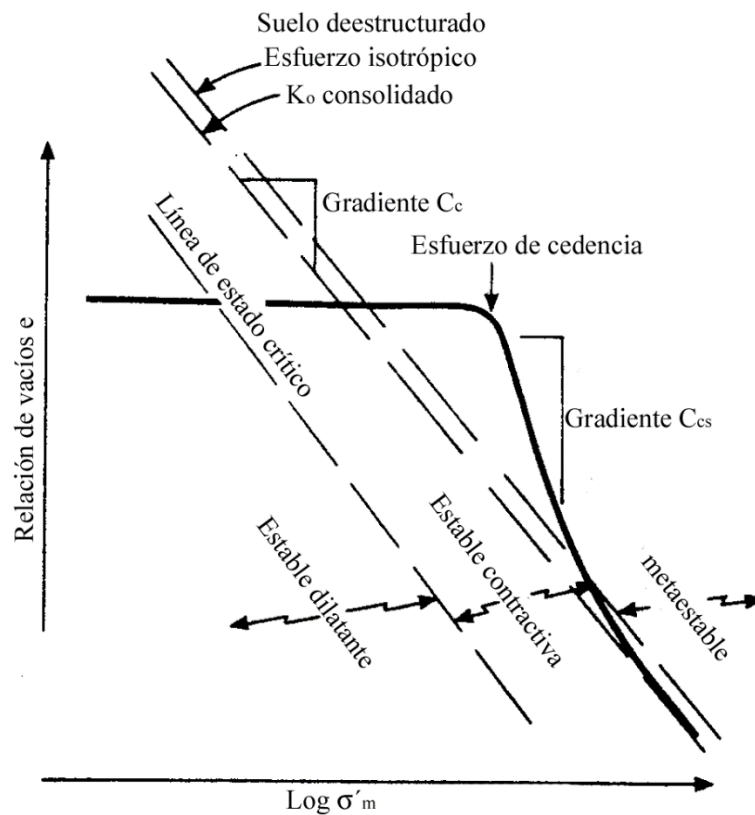 Suelo deestructurado
Esfuerzo isotrópico
Ko consolidado
Gradiente Cc
Esfuerzo de cedencia
Línea de estado crítico
Gradiente Ccs
Relación de vacíos e
Estable dilatante
Estable contractiva
metaestable
Log σ´m